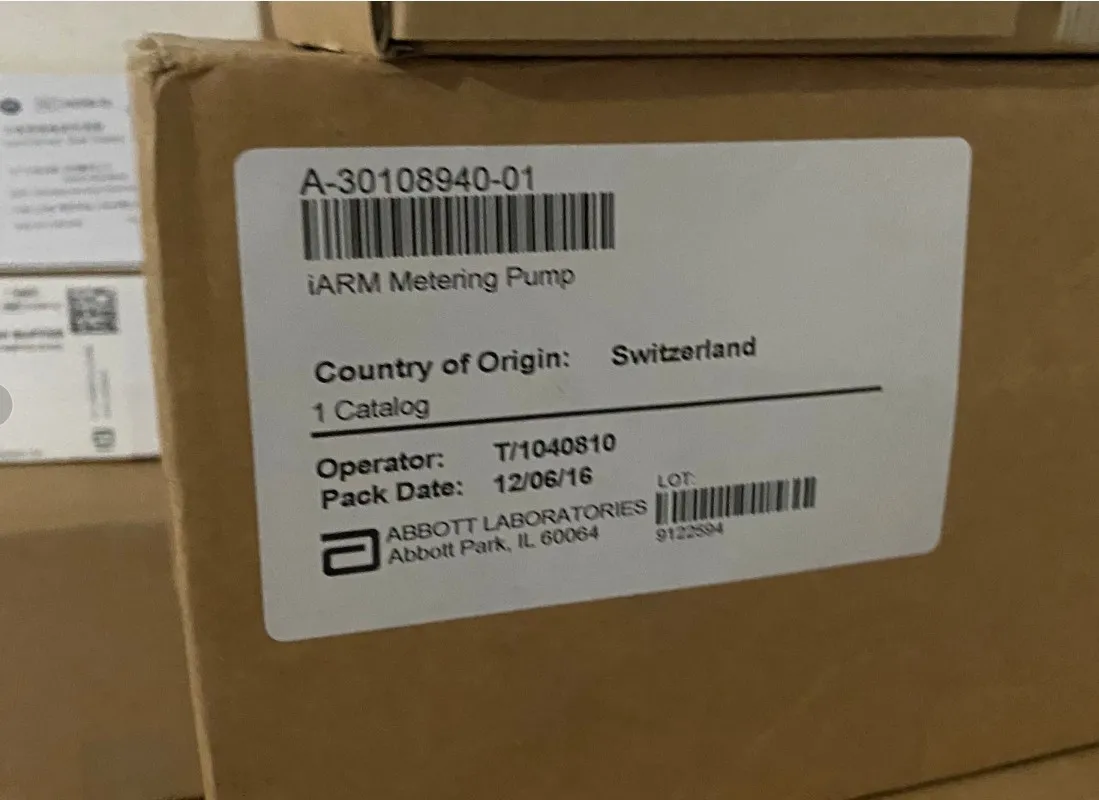 A-30108940-01
iARM Metering Pump
Country of Origin: Switzerland
1 Catalog
Operator: T/1040810
Pack Date: 12/06/16
ABBOTT LABORATORIES
Abbott Park, IL 60064
LOT:
9122594